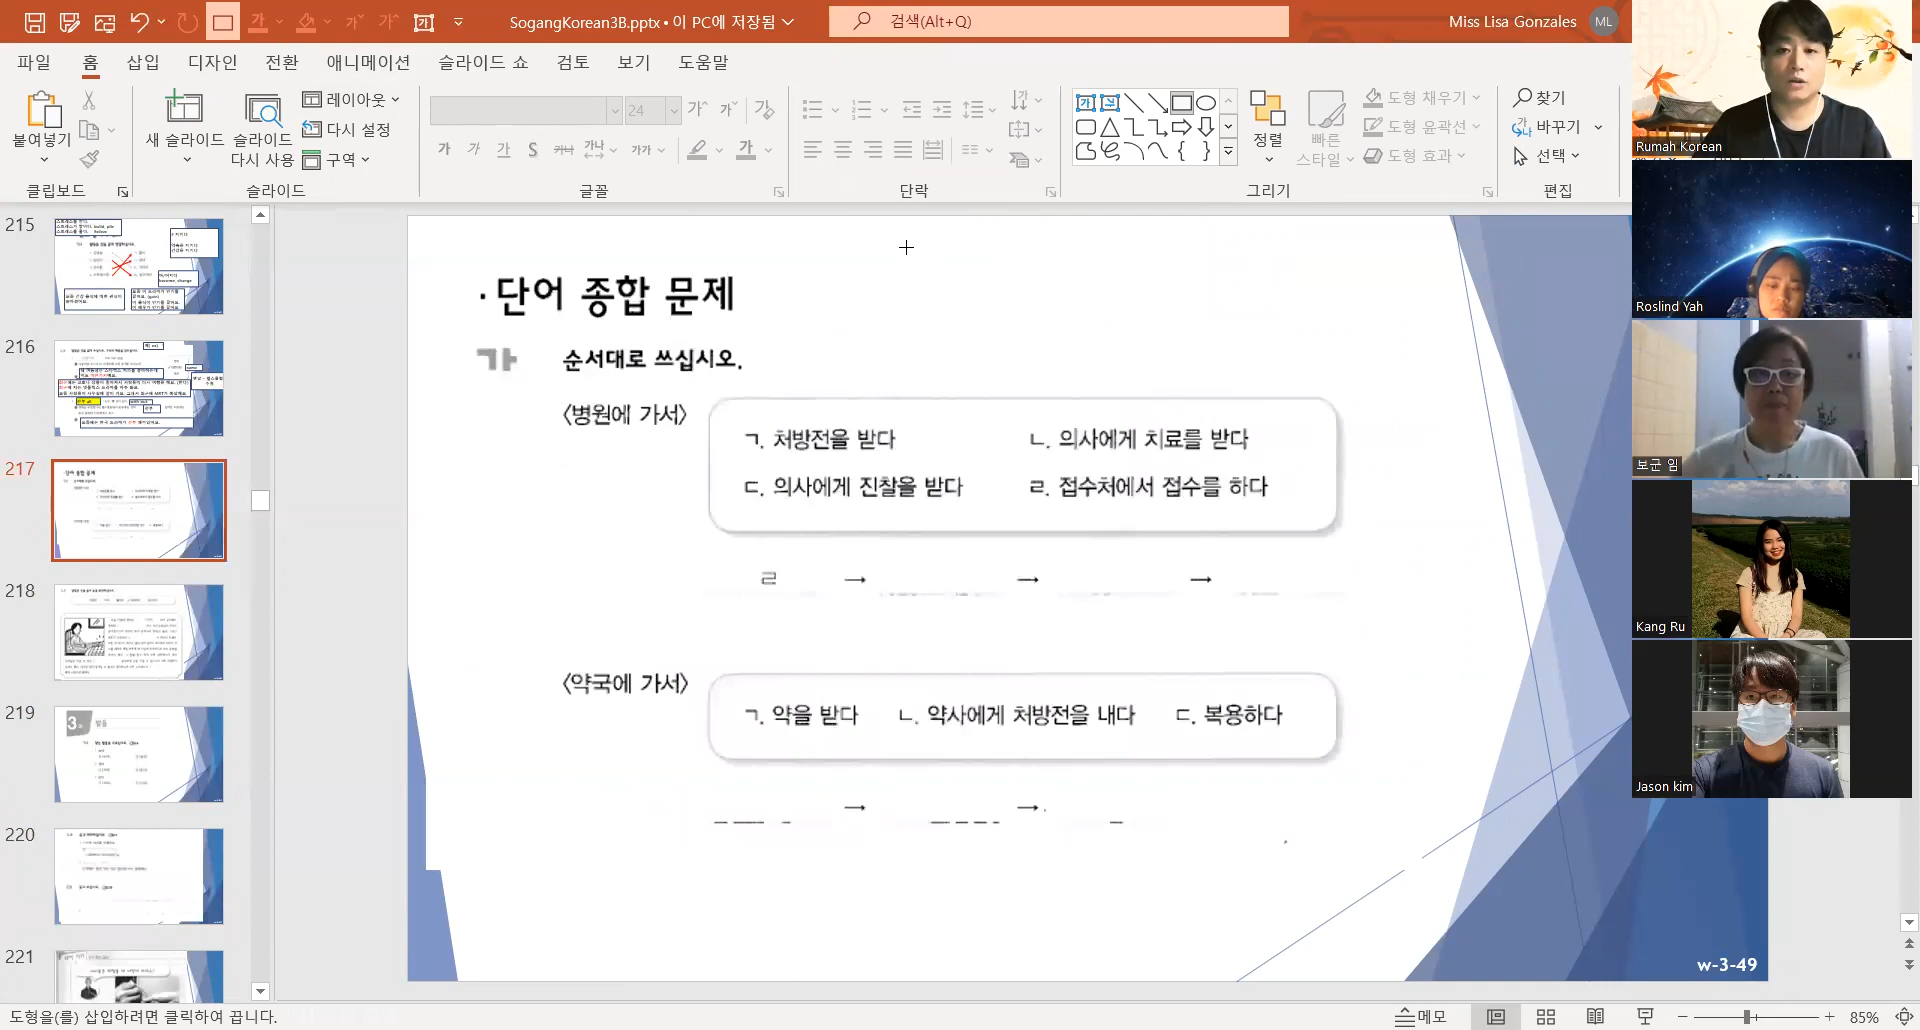 SogangKorean3B.pptx • 이 PC에 저장됨
검색(Alt+Q)
Miss Lisa Gonzales
ML
파일 홈 삽입 디자인 전환 애니메이션 슬라이드 쇼 검토 보기 도움말
붙여넣기
새 슬라이드
슬라이드 다시 사용
레이아웃
다시 설정
구역
24
정렬
빠른 스타일
도형 채우기
도형 윤곽선
도형 효과
찾기
바꾸기
선택
클립보드
슬라이드
글꼴
단락
그리기
편집
215
216
217
218
219
220
221
· 단어 종합 문제
가 순서대로 쓰십시오.
〈병원에 가서〉
ㄱ. 처방전을 받다 ㄴ. 의사에게 치료를 받다
ㄷ. 의사에게 진찰을 받다 ㄹ. 접수처에서 접수를 하다
ㄹ → → →
〈약국에 가서〉
ㄱ. 약을 받다 ㄴ. 약사에게 처방전을 내다 ㄷ. 복용하다
→ →
w-3-49
Rumah Korean
Roslind Yah
보군 임
Kang Ru
Jason kim
도형을(를) 삽입하려면 클릭하여 끕니다.
메모
85%